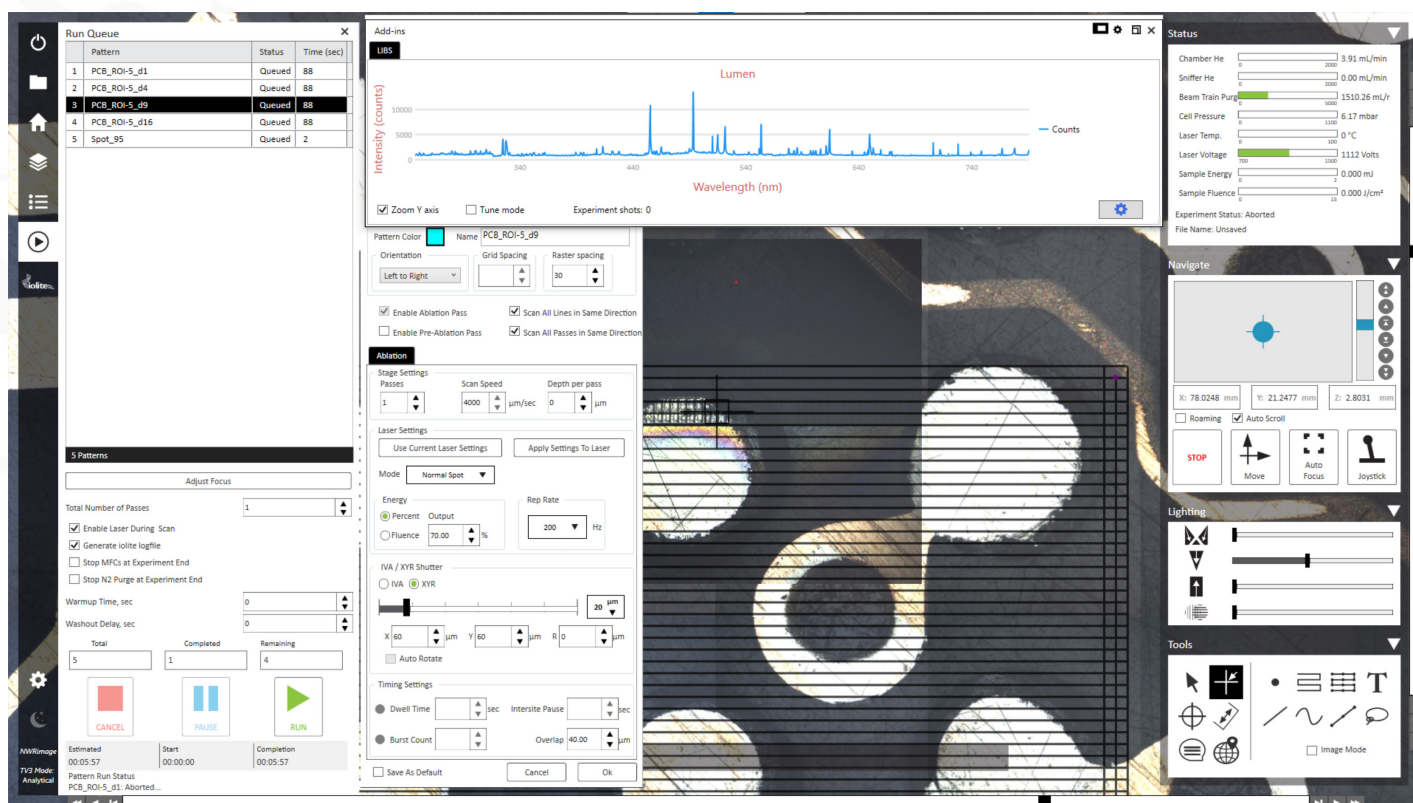 Run Queue
Pattern Status Time (sec)
1 PCB_ROI-5_d1 Queued 88
2 PCB_ROI-5_d4 Queued 88
3 PCB_ROI-5_d9 Queued 88
4 PCB_ROI-5_d16 Queued 88
5 Spot_95 Queued 2
5 Patterns
Adjust Focus
Total Number of Passes 1
Enable Laser During Scan
Generate iolite logfile
Stop MFCs at Experiment End
Stop N2 Purge at Experiment End
Warmup Time, sec 0
Washout Delay, sec 0
Total Completed Remaining
5 1 4
CANCEL PAUSE RUN
Estimated Start Completion
00:05:57 00:00:00 00:05:57
Pattern Run Status
PCB_ROI-5_d1: Aborted...
iolite
NWRimage
TV3 Mode:
Analytical
Add-ins
LIBS
Lumen
Intensity (counts)
10000
5000
0
340 440 540 640 740
Wavelength (nm)
Counts
Zoom Y axis Tune mode Experiment shots: 0
Pattern Color Name PCB_ROI-5_d9
Orientation Grid Spacing Raster spacing
Left to Right 30
Enable Ablation Pass Scan All Lines in Same Direction
Enable Pre-Ablation Pass Scan All Passes in Same Direction
Ablation
Stage Settings
Passes Scan Speed Depth per pass
1 4000 µm/sec 0 µm
Laser Settings
Use Current Laser Settings Apply Settings To Laser
Mode Normal Spot
Energy Rep Rate
Percent Output
Fluence 70.00 % 200 Hz
IVA / XYR Shutter
IVA XYR
20 µm
X 60 µm Y 60 µm R 0 µm
Auto Rotate
Timing Settings
Dwell Time sec Intersite Pause sec
Burst Count Overlap 40.00 µm
Save As Default Cancel Ok
Status
Chamber He 0 2000 3.91 mL/min
Sniffer He 0 2000 0.00 mL/min
Beam Train Purg 0 5000 1510.26 mL/r
Cell Pressure 0 1100 6.17 mbar
Laser Temp. 0 100 0 °C
Laser Voltage 700 1500 1112 Volts
Sample Energy 0 2 0.000 mJ
Sample Fluence 0 15 0.000 J/cm²
Experiment Status: Aborted
File Name: Unsaved
Navigate
X: 78.0248 mm Y: 21.2477 mm Z: 2.8031 mm
Roaming Auto Scroll
STOP Move Auto Focus Joystick
Lighting
Tools
T
Image Mode